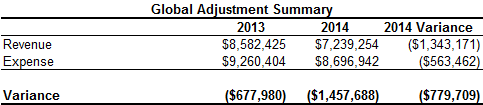 Global Adjustment Summary
2013 2014 2014 Variance
Revenue $8,582,425 $7,239,254 ($1,343,171)
Expense $9,260,404 $8,696,942 ($563,462)
Variance ($677,980) ($1,457,688) ($779,709)